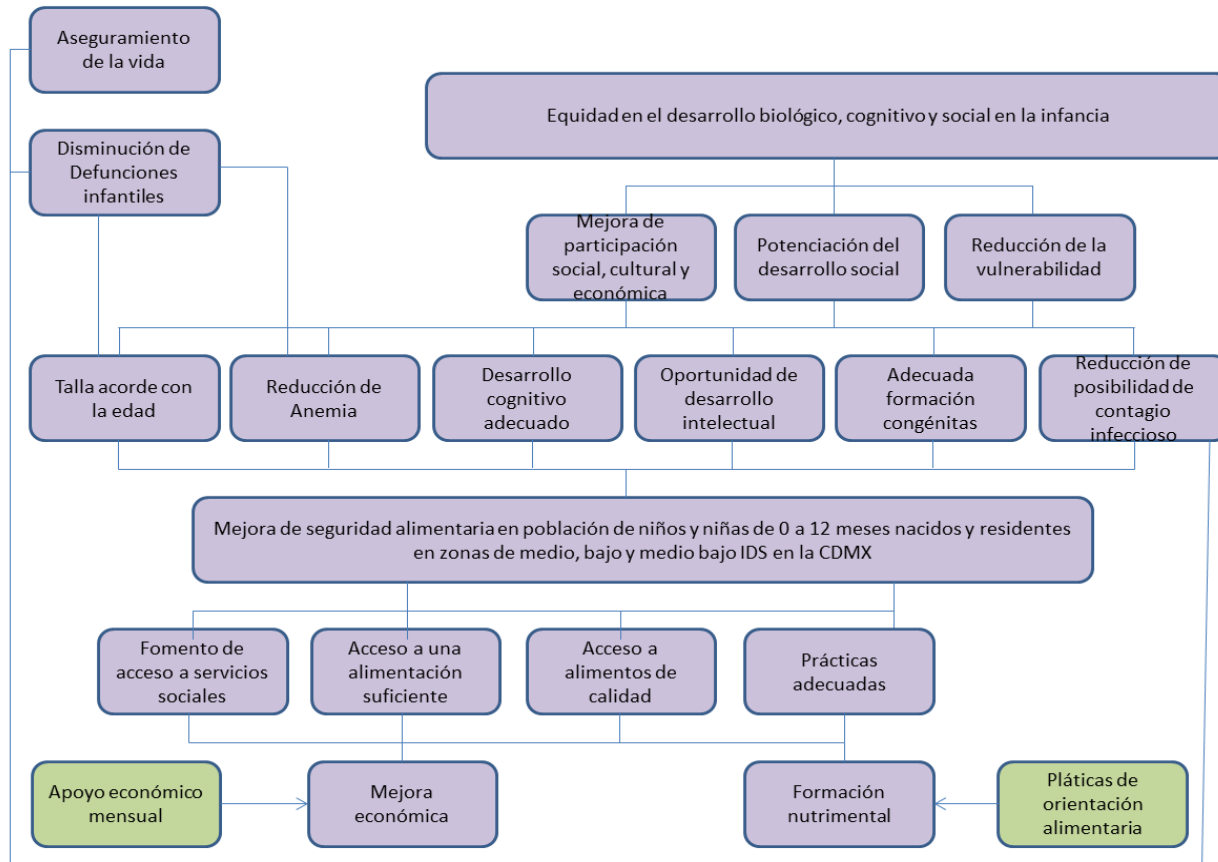 Aseguramiento
de la vida
Equidad en el desarrollo biológico, cognitivo y social en la infancia
Disminución de
Defunciones
infantiles
Mejora de
participación
social, cultural y
económica
Potenciación del
desarrollo social
Reducción de la
vulnerabilidad
Talla acorde con
la edad
Reducción de
Anemia
Desarrollo
cognitivo
adecuado
Oportunidad de
desarrollo
intelectual
Adecuada
formación
congénitas
Reducción de
posibilidad de
contagio
infeccioso
Mejora de seguridad alimentaria en población de niños y niñas de 0 a 12 meses nacidos y residentes
en zonas de medio, bajo y medio bajo IDS en la CDMX
Fomento de
acceso a servicios
sociales
Acceso a una
alimentación
suficiente
Acceso a
alimentos de
calidad
Prácticas
adecuadas
Apoyo económico
mensual
Mejora
económica
Formación
nutrimental
Pláticas de
orientación
alimentaria